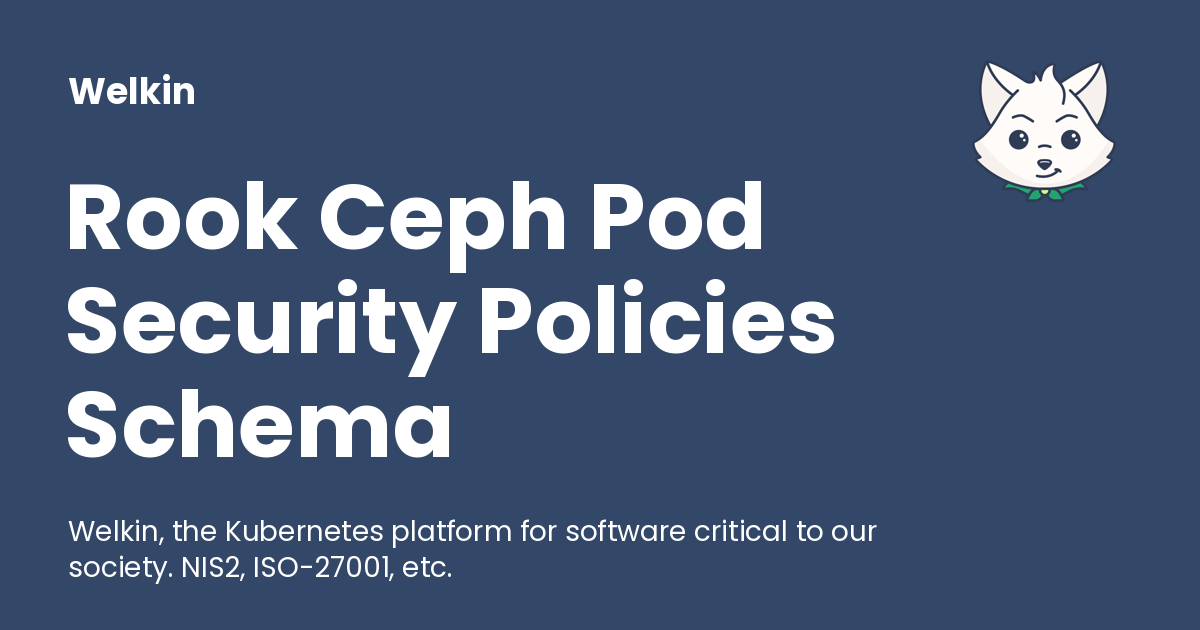 Welkin
Rook Ceph Pod
Security Policies
Schema
Welkin, the Kubernetes platform for software critical to our
society. NIS2, ISO-27001, etc.